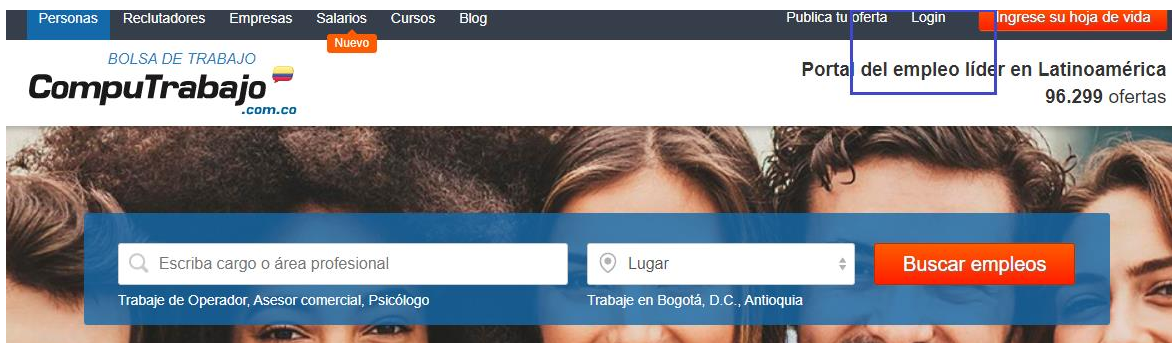 Personas Reclutadores Empresas Salarios Cursos Blog Publica tu oferta Login Ingrese su hoja de vida
Nuevo
BOLSA DE TRABAJO
CompuTrabajo
.com.co
Portal del empleo líder en Latinoamérica
96.299 ofertas
Escriba cargo o área profesional Lugar Buscar empleos
Trabaje de Operador, Asesor comercial, Psicólogo Trabaje en Bogotá, D.C., Antioquia